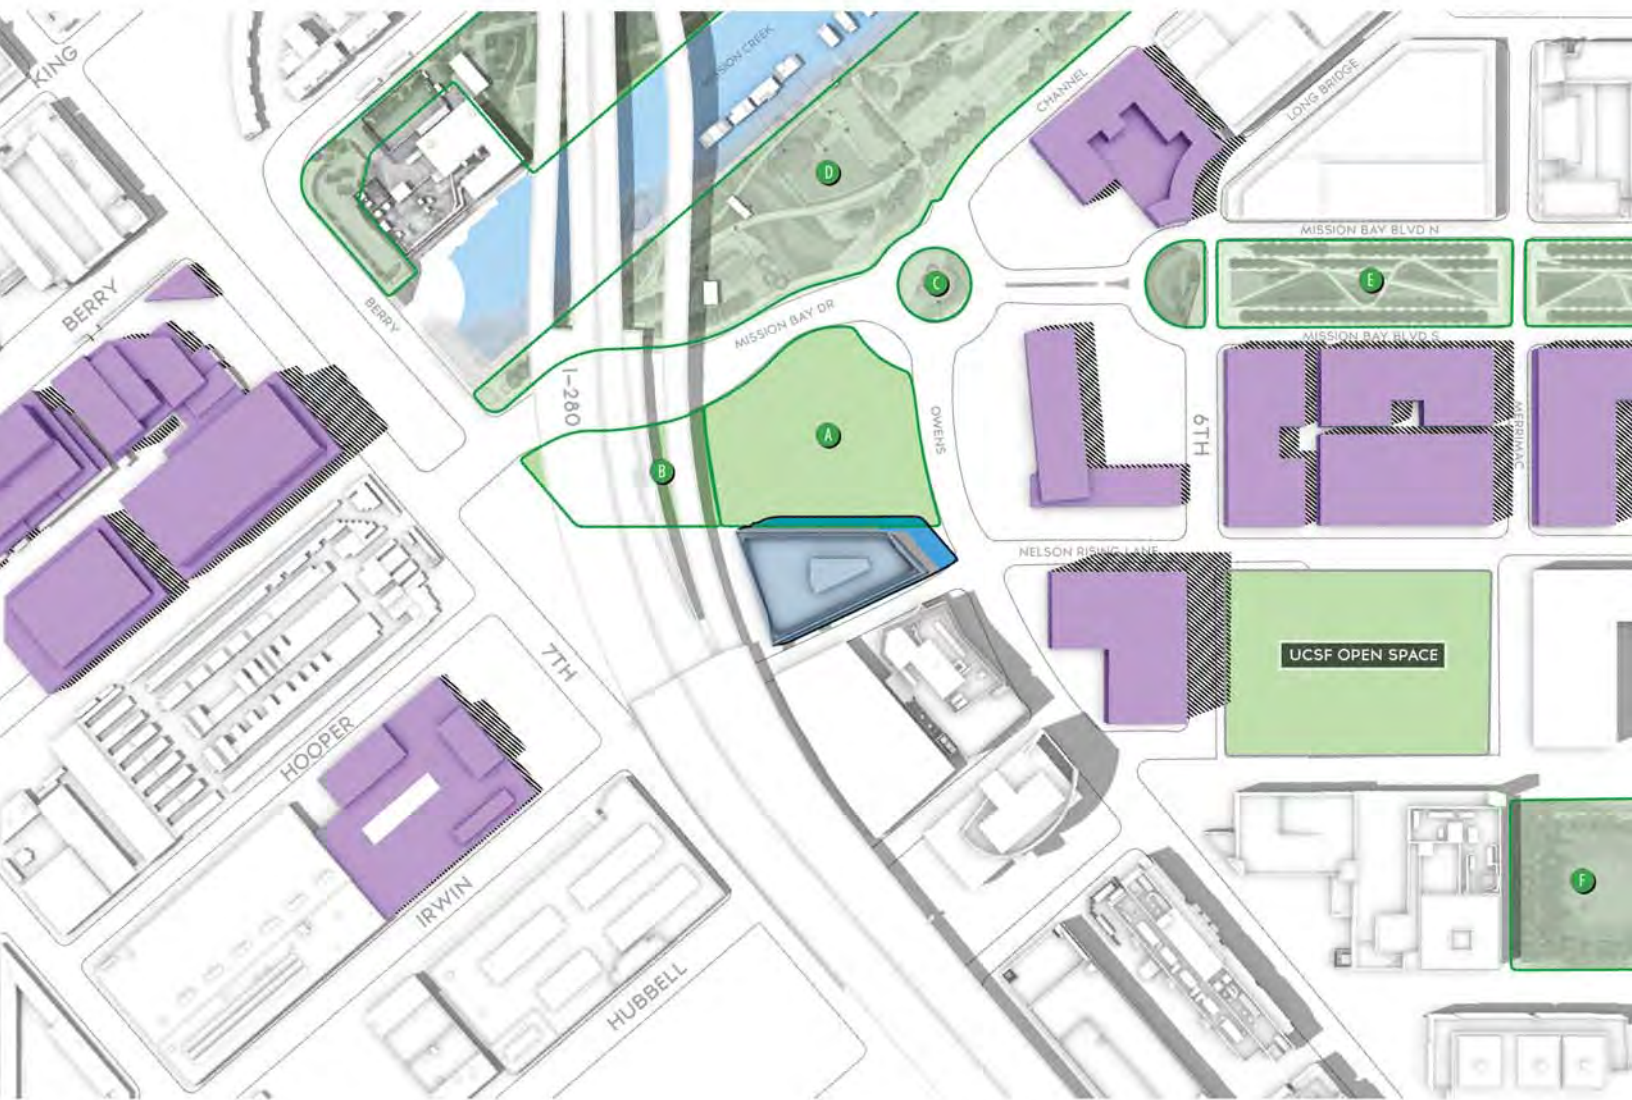 KING
MISSION CREEK
CHANNEL
LONG BRIDGE
D
MISSION BAY BLVD N
C
E
BERRY
BERRY
MISSION BAY DR
MISSION BAY BLVD S
I-280
A
OWENS
6TH
MERRIMAC
B
NELSON RISING LANE
7TH
UCSF OPEN SPACE
HOOPER
IRWIN
F
HUBBELL